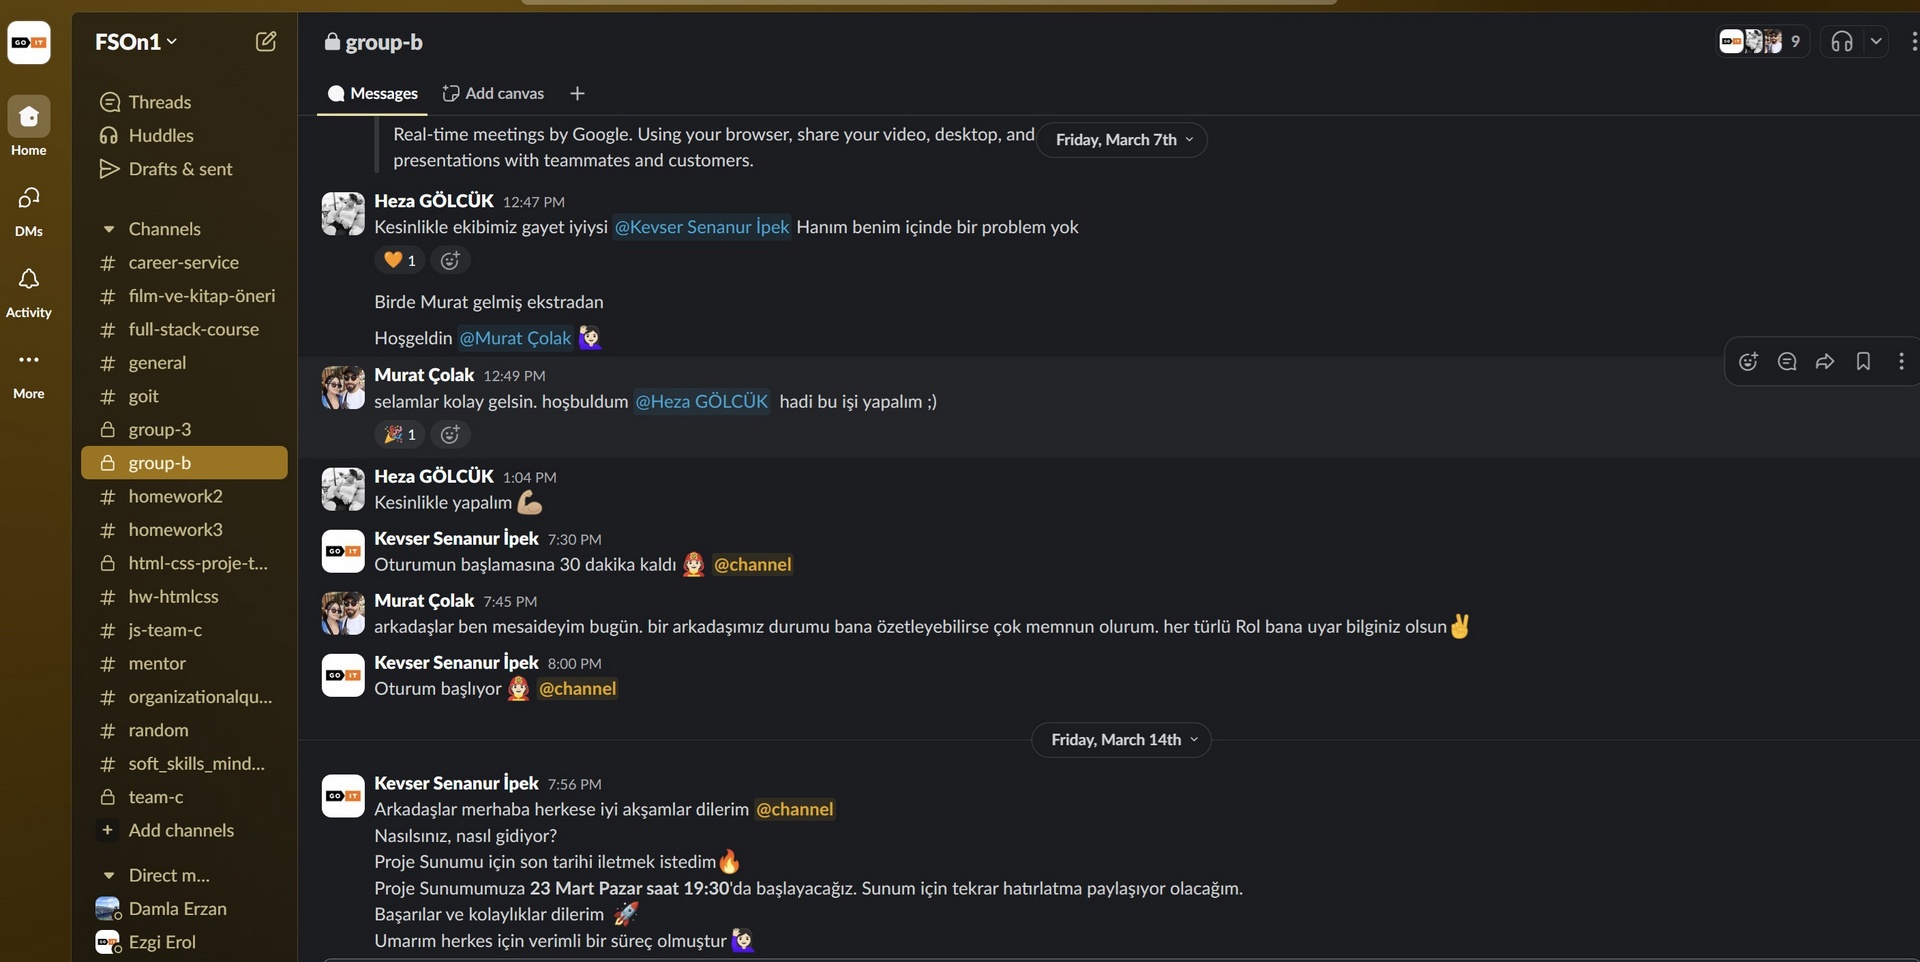 GO IT
FSOn1
group-b
9
Home
DMs
Activity
More
Threads
Huddles
Drafts & sent
Channels
career-service
film-ve-kitap-öneri
full-stack-course
general
goit
group-3
group-b
homework2
homework3
html-css-proje-t...
hw-htmlcss
js-team-c
mentor
organizationalqu...
random
soft_skills_mind...
team-c
Add channels
Direct m...
Damla Erzan
Ezgi Erol
Messages
Add canvas
Real-time meetings by Google. Using your browser, share your video, desktop, and
presentations with teammates and customers.
Friday, March 7th
Heza GÖLCÜK 12:47 PM
Kesinlikle ekibimiz gayet iyiysi @Kevser Senanur İpek Hanım benim içinde bir problem yok
1
Birde Murat gelmiş ekstradan
Hoşgeldin @Murat Çolak
Murat Çolak 12:49 PM
selamlar kolay gelsin. hoşbuldum @Heza GÖLCÜK hadi bu işi yapalım ;)
1
Heza GÖLCÜK 1:04 PM
Kesinlikle yapalım
GO IT
Kevser Senanur İpek 7:30 PM
Oturumun başlamasına 30 dakika kaldı @channel
Murat Çolak 7:45 PM
arkadaşlar ben mesaideyim bugün. bir arkadaşımız durumu bana özetleyebilirse çok memnun olurum. her türlü Rol bana uyar bilginiz olsun
GO IT
Kevser Senanur İpek 8:00 PM
Oturum başlıyor @channel
Friday, March 14th
GO IT
Kevser Senanur İpek 7:56 PM
Arkadaşlar merhaba herkese iyi akşamlar dilerim @channel
Nasılsınız, nasıl gidiyor?
Proje Sunumu için son tarihi iletmek istedim
Proje Sunumumuza 23 Mart Pazar saat 19:30'da başlayacağız. Sunum için tekrar hatırlatma paylaşıyor olacağım.
Başarılar ve kolaylıklar dilerim
Umarım herkes için verimli bir süreç olmuştur